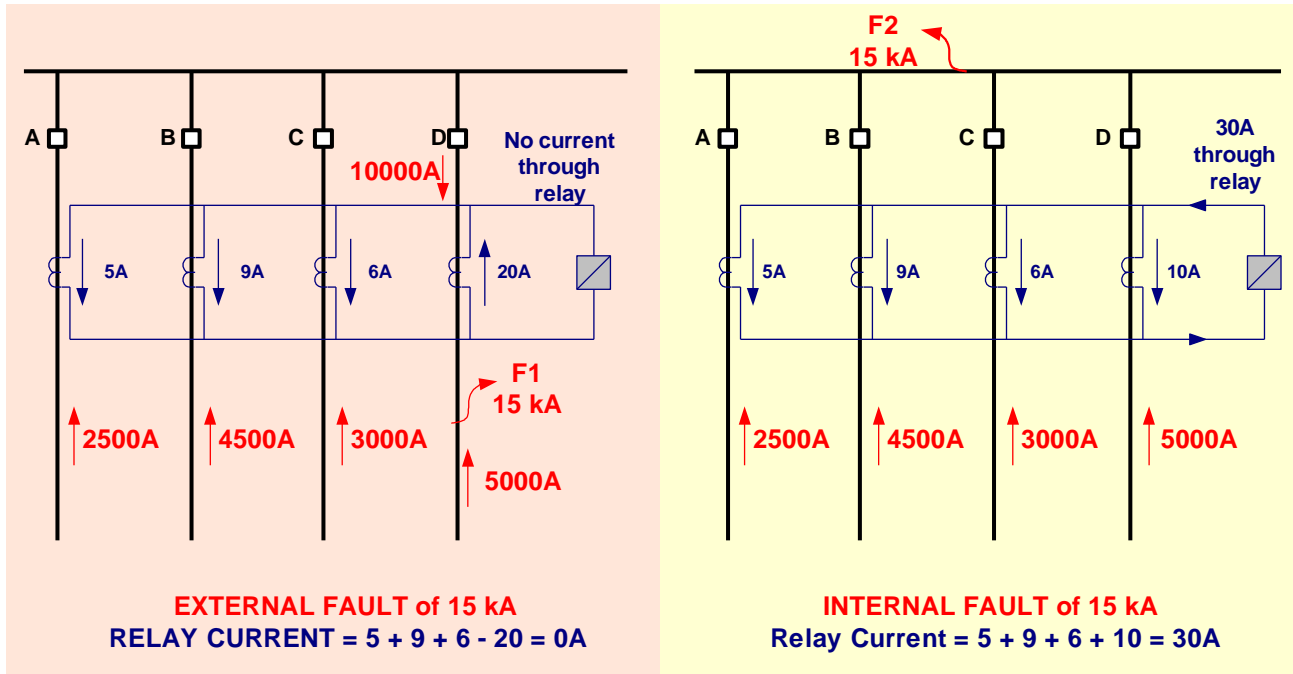 A
B
C
D
No current
through
relay
10000A
5A
9A
6A
20A
F1
15 kA
2500A
4500A
3000A
5000A
EXTERNAL FAULT of 15 kA
RELAY CURRENT = 5 + 9 + 6 - 20 = 0A
F2
15 kA
A
B
C
D
30A
through
relay
5A
9A
6A
10A
2500A
4500A
3000A
5000A
INTERNAL FAULT of 15 kA
Relay Current = 5 + 9 + 6 + 10 = 30A